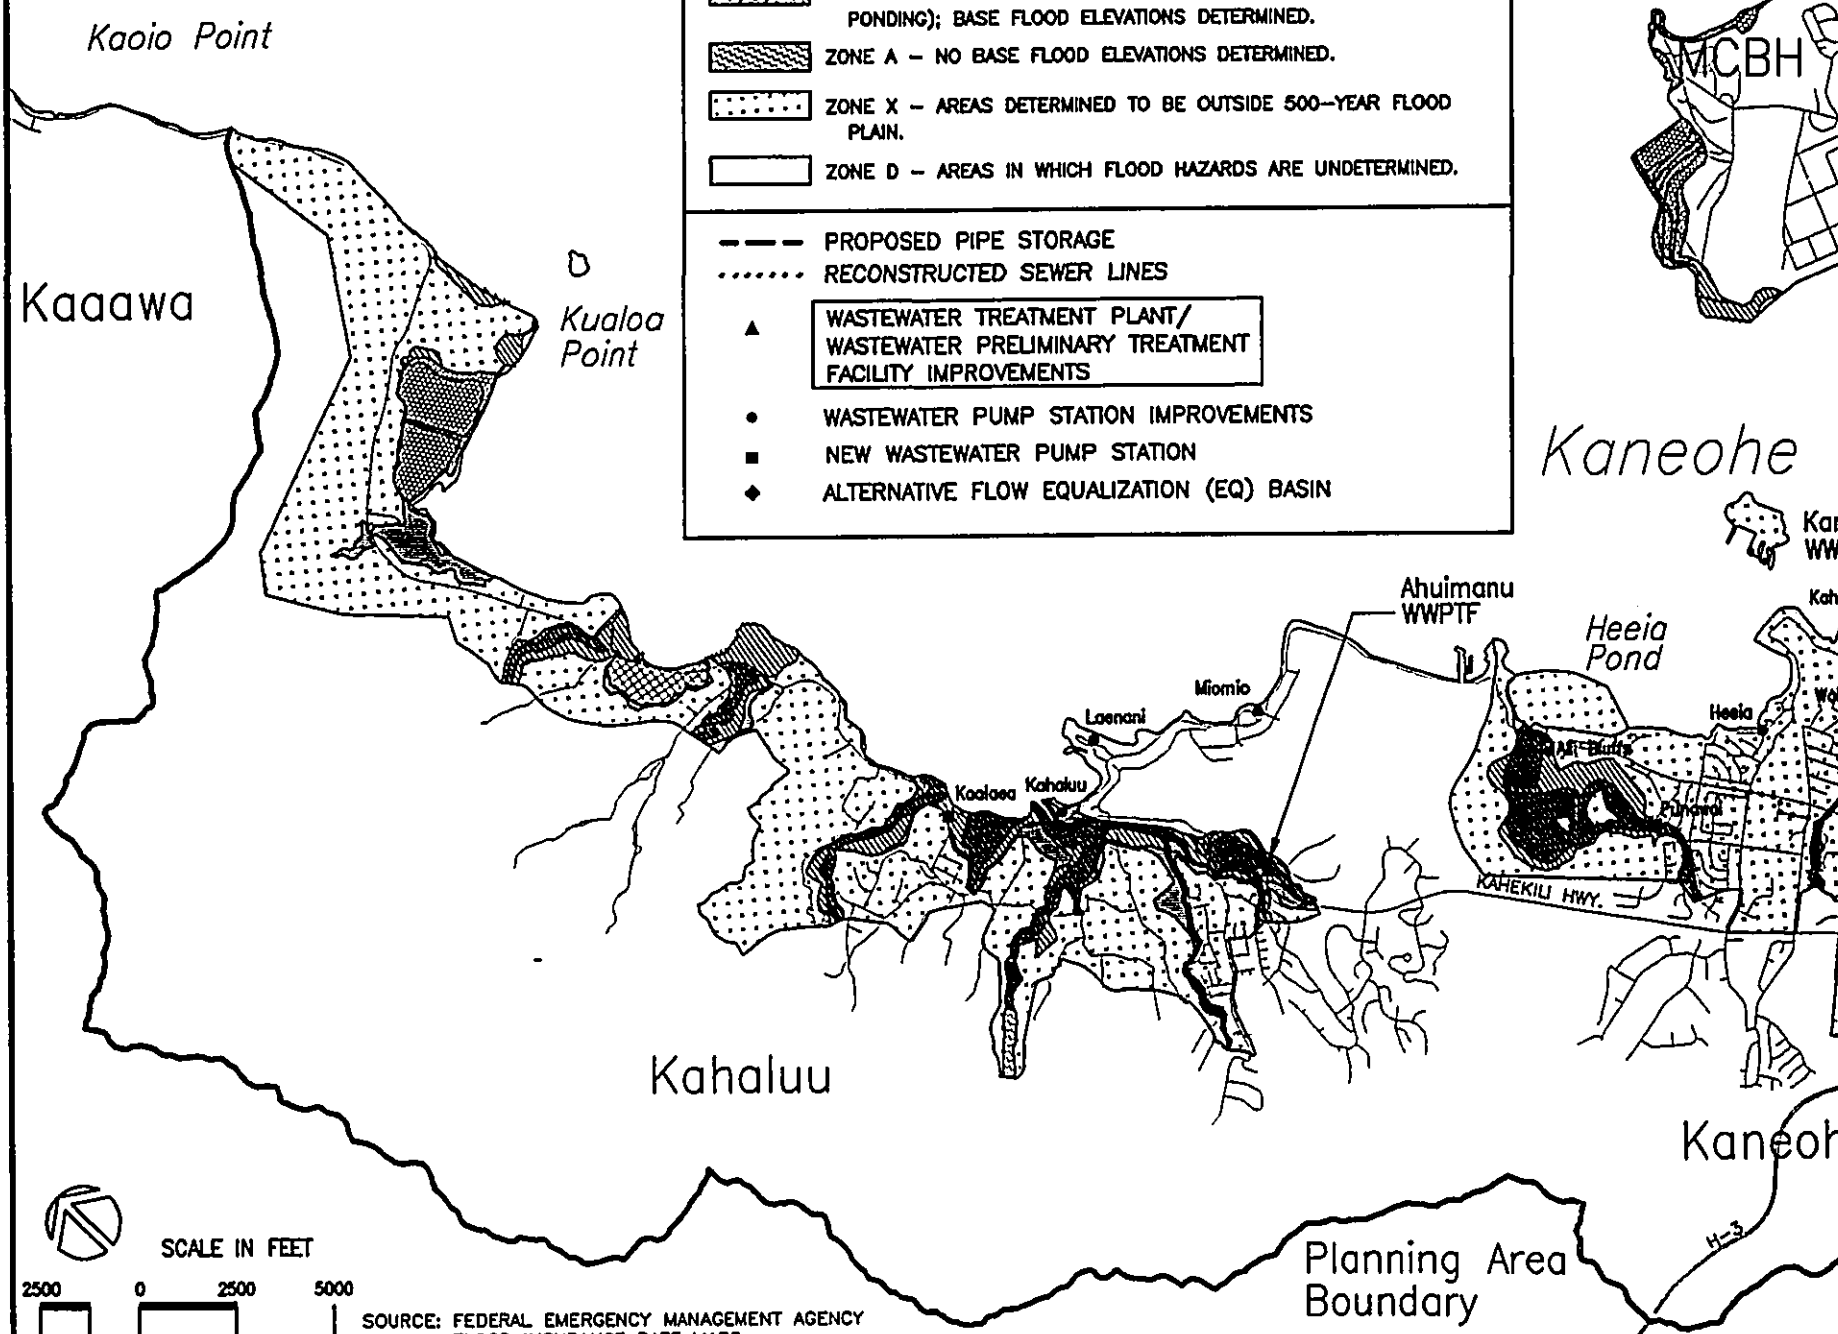 Kaoio Point
PONDING); BASE FLOOD ELEVATIONS DETERMINED.
ZONE A – NO BASE FLOOD ELEVATIONS DETERMINED.
ZONE X – AREAS DETERMINED TO BE OUTSIDE 500–YEAR FLOOD
PLAIN.
ZONE D – AREAS IN WHICH FLOOD HAZARDS ARE UNDETERMINED.
PROPOSED PIPE STORAGE
RECONSTRUCTED SEWER LINES
WASTEWATER TREATMENT PLANT/
WASTEWATER PRELIMINARY TREATMENT
FACILITY IMPROVEMENTS
WASTEWATER PUMP STATION IMPROVEMENTS
NEW WASTEWATER PUMP STATION
ALTERNATIVE FLOW EQUALIZATION (EQ) BASIN
MCBH
Kaaawa
Kualoa
Point
Kaneohe
Kan
WW
Ahuimanu
WWPTF
Heeia
Pond
Kah
Miomio
Laenani
Heeia
Kaalaea
Kahaluu
KAHEKILI HWY.
Kahaluu
Kaneoh
H–3
Planning Area
Boundary
SCALE IN FEET
2500 0 2500 5000
SOURCE: FEDERAL EMERGENCY MANAGEMENT AGENCY